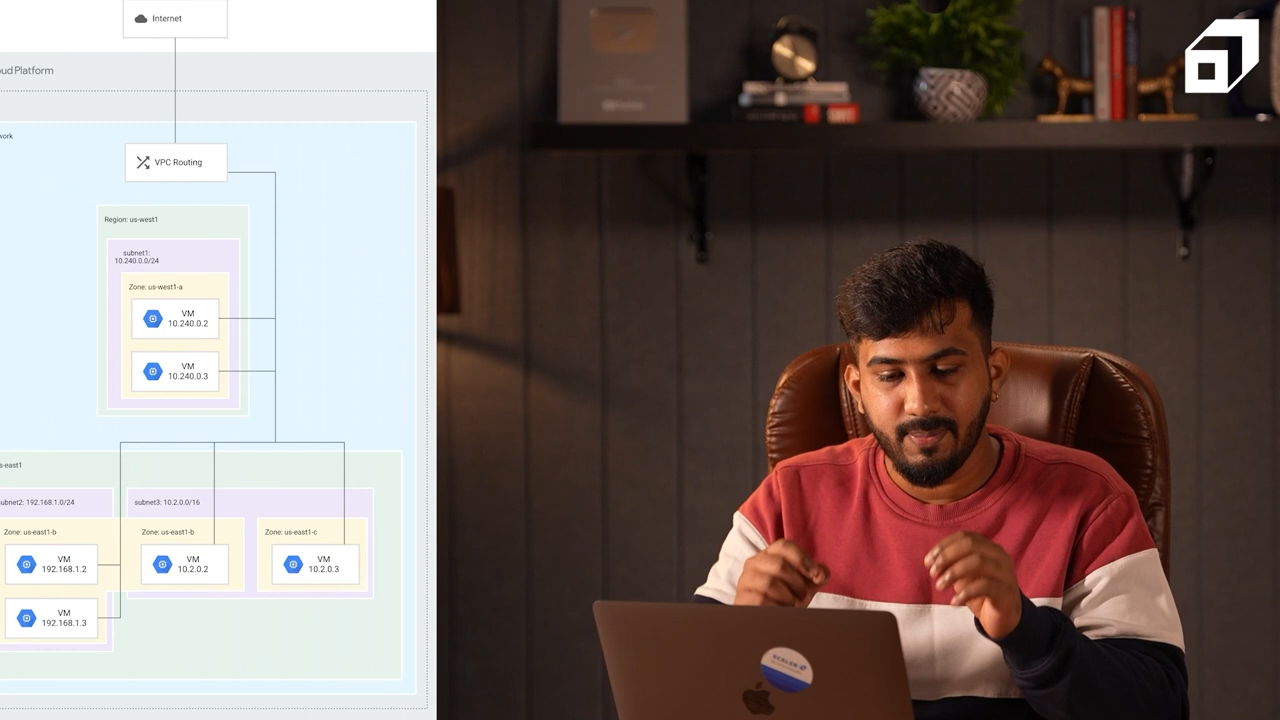 Internet
oud Platform
work
VPC Routing
Region: us-west1
subnet1:
10.240.0.0/24
Zone: us-west1-a
VM
10.240.0.2
VM
10.240.0.3
s-east1
subnet2: 192.168.1.0/24
subnet3: 10.2.0.0/16
Zone: us-east1-b
Zone: us-east1-b
Zone: us-east1-c
VM
192.168.1.2
VM
10.2.0.2
VM
10.2.0.3
VM
192.168.1.3
SCALER